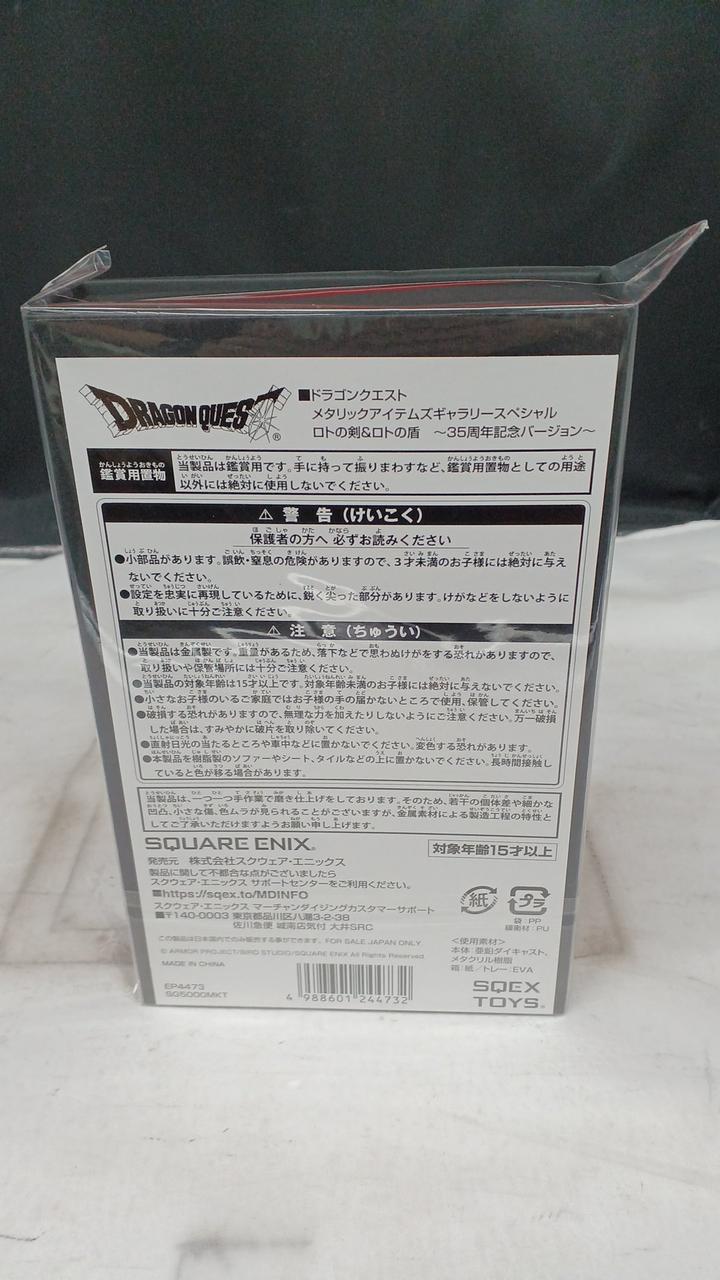 DRAGON QUEST®
■ドラゴンクエスト
メタリックアイテムズギャラリースペシャル
ロトの剣&ロトの盾　～35周年記念バージョン～
鑑賞用置物
当製品は鑑賞用です。手に持って振りまわすなど、鑑賞用置物としての用途
以外には絶対に使用しないでください。
⚠ 警 告 （けいこく）
保護者の方へ 必ずお読みください
●小部品があります。誤飲・窒息の危険がありますので、3才未満のお子様には絶対に与え
ないでください。
●設定を忠実に再現しているために、鋭く尖った部分があります。けがなどをしないように
取り扱いに十分ご注意ください。
⚠ 注 意 （ちゅうい）
●当製品は金属製です。重量があるため、落下などで思わぬけがをする恐れがありますので、
取り扱いや保管場所には十分ご注意ください。
●当製品の対象年齢は15才以上です。対象年齢未満のお子様には絶対に与えないでください。
●小さなお子様のいるご家庭ではお子様の手の届かないところで使用、保管してください。
●破損する恐れがありますので、無理な力を加えたりしないようにご注意ください。万一破損
した場合は、すみやかに破片を取り除いてください。
●直射日光の当たるところや車中などに置かないでください。変色する恐れがあります。
●本製品を樹脂製のソファーやシート、タイルなどの上に置かないでください。長時間接触し
ていると色が移る場合があります。
当製品は、一つ一つ手作業で磨き仕上げをしております。そのため、若干の個体差や細かな
凹凸、小さな傷、色ムラが見受けられることがございますが、金属素材による製造工程の特性と
してご了承いただけますようお願い申し上げます。
SQUARE ENIX®
対象年齢15才以上
発売元　株式会社スクウェア・エニックス
製品に関して不都合な点がございましたら
スクウェア・エニックス サポートセンターをご利用ください。
■https://sqex.to/MDINFO
スクウェア・エニックス マーチャンダイジングカスタマーサポート
■〒140-0003 東京都品川区八潮3-2-38
佐川急便 城南店気付 大井SRC
紙
プラ
袋：PP
緩衝材：PU
この製品は日本国内でのみ販売する事ができます。 FOR SALE JAPAN ONLY
© ARMOR PROJECT/BIRD STUDIO/SQUARE ENIX All Rights Reserved.
MADE IN CHINA
<使用素材>
本体：亜鉛ダイキャスト、
メタクリル樹脂
箱：紙／トレー：EVA
EP4473
SG5000MKT
4 988601 244732
SQEX
TOYS®